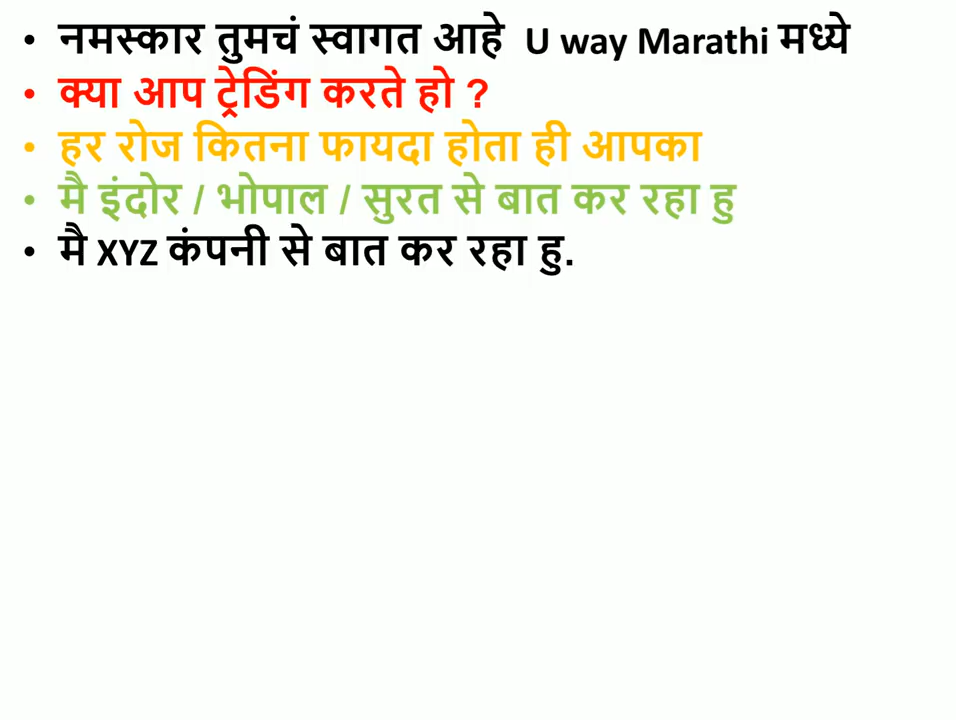 • नमस्कार तुमचं स्वागत आहे U way Marathi मध्ये
• क्या आप ट्रेडिंग करते हो ?
• हर रोज कितना फायदा होता ही आपका
• मै इंदोर / भोपाल / सुरत से बात कर रहा हु
• मै XYZ कंपनी से बात कर रहा हु.